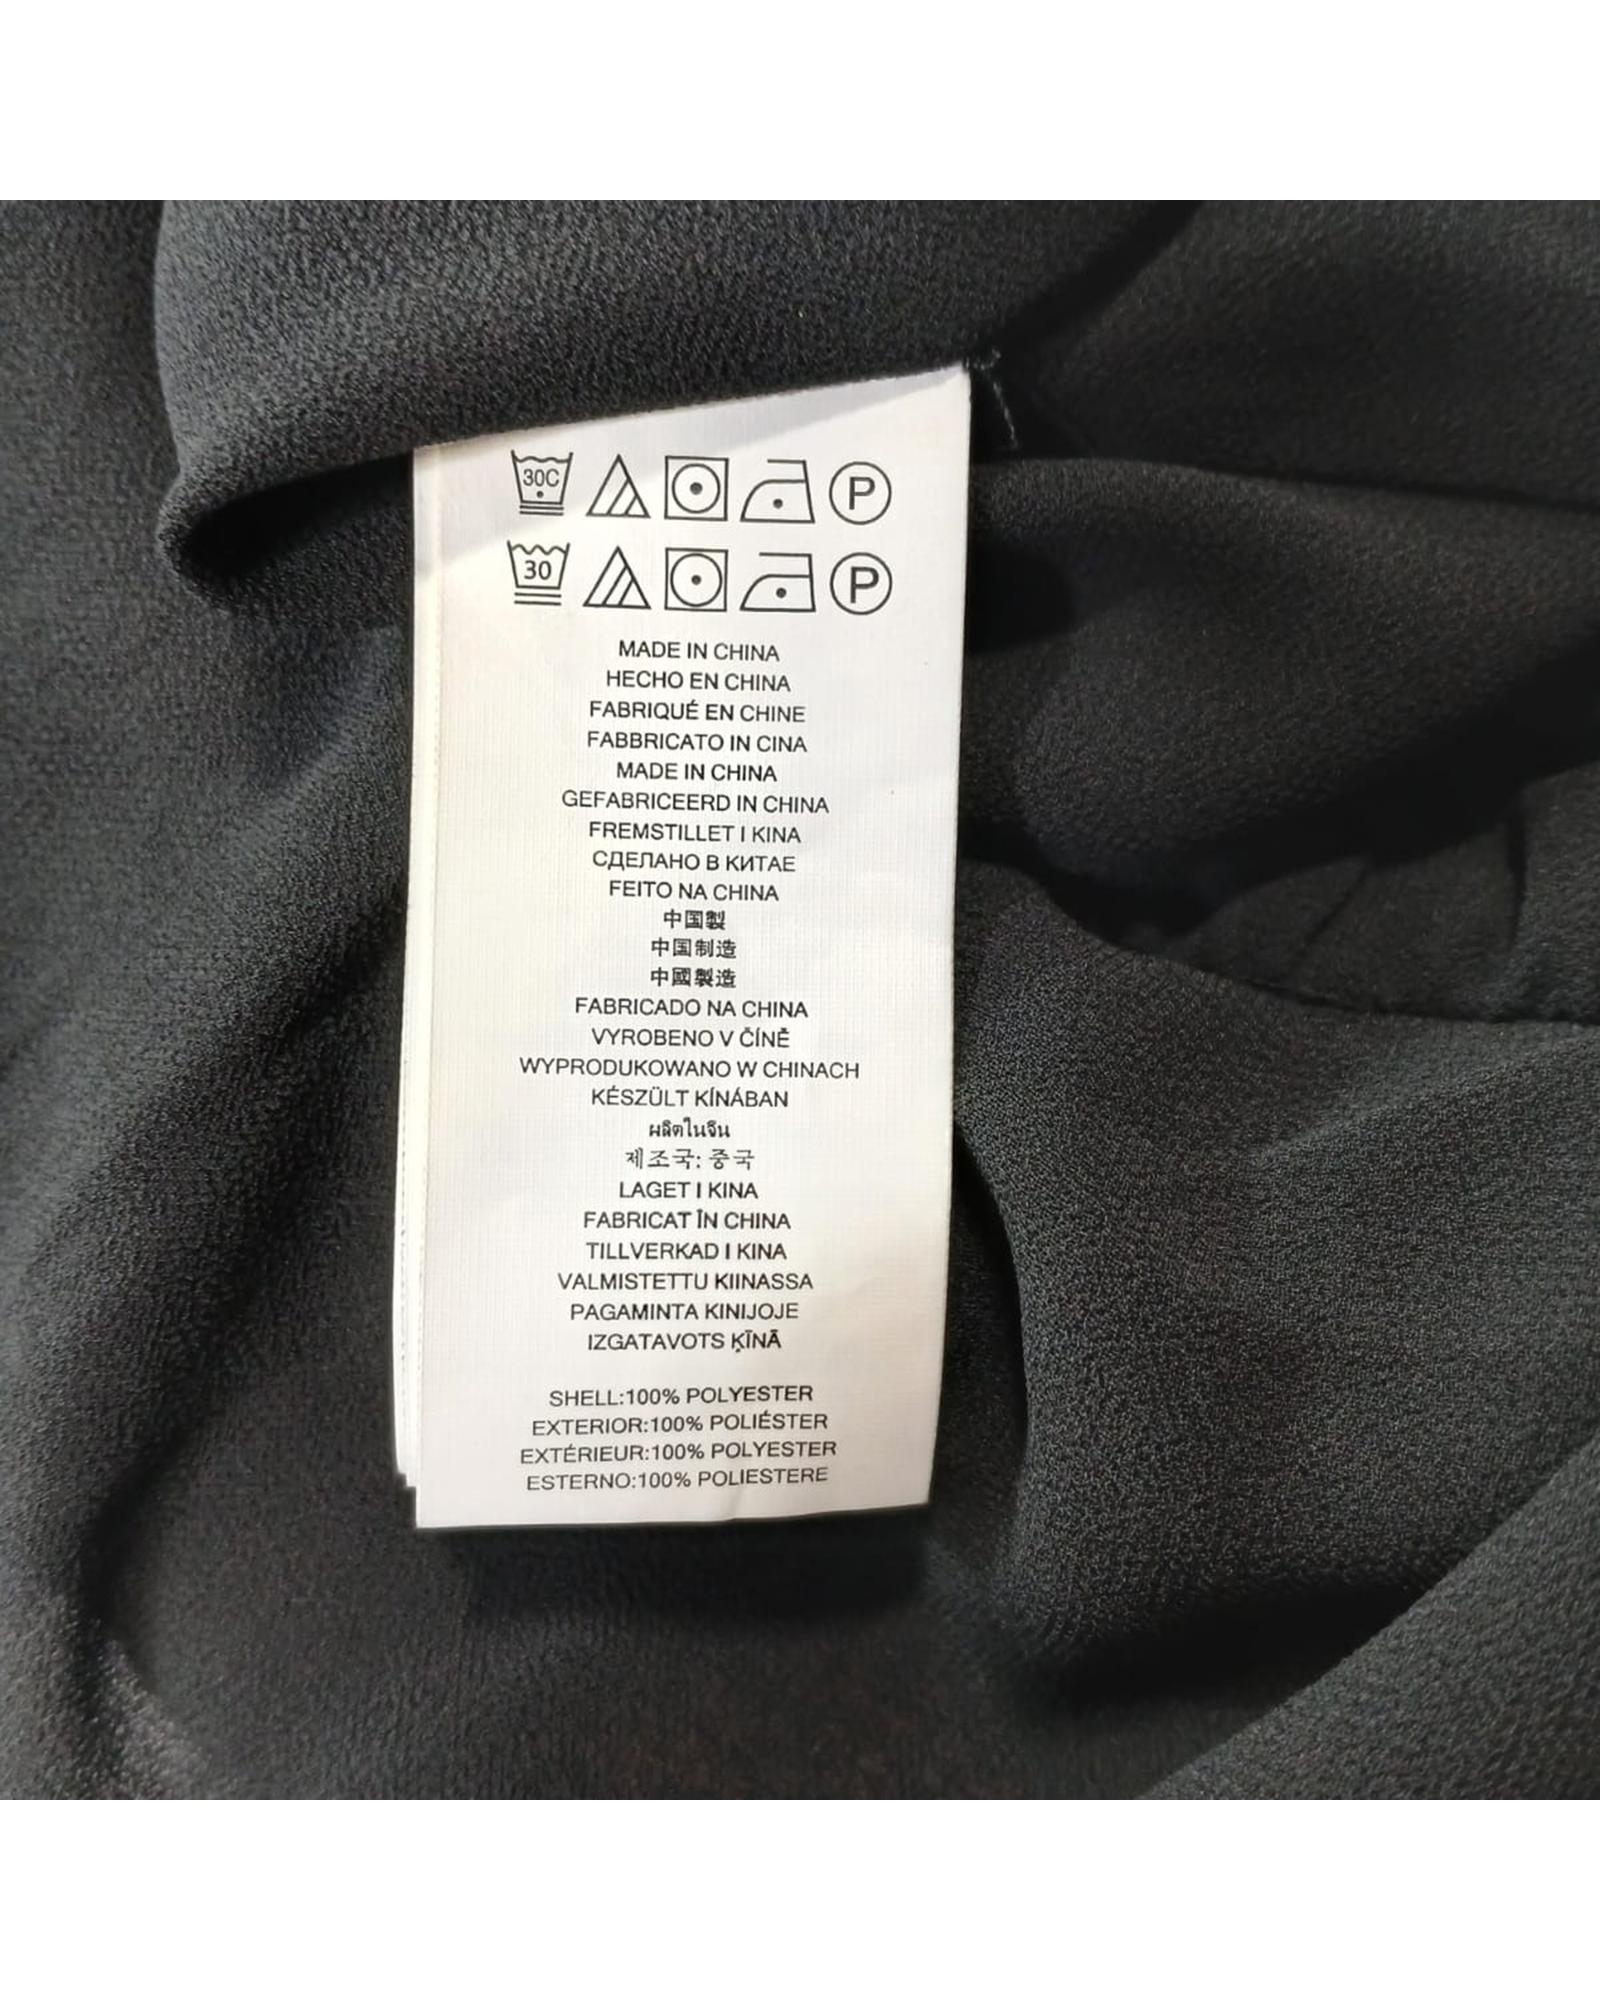 30C P
30 P
MADE IN CHINA
HECHO EN CHINA
FABRIQUÉ EN CHINE
FABBRICATO IN CINA
MADE IN CHINA
GEFABRICEERD IN CHINA
FREMSTILLET I KINA
СДЕЛАНО В КИТАЕ
FEITO NA CHINA
中国製
中国制造
中國製造
FABRICADO NA CHINA
VYROBENO V ČÍNĚ
WYPRODUKOWANO W CHINACH
KÉSZÜLT KÍNÁBAN
ผลิตในจีน
제조국: 중국
LAGET I KINA
FABRICAT ÎN CHINA
TILLVERKAD I KINA
VALMISTETTU KIINASSA
PAGAMINTA KINIJOJE
IZGATAVOTS ĶĪNĀ
SHELL:100% POLYESTER
EXTERIOR:100% POLIÉSTER
EXTÉRIEUR:100% POLYESTER
ESTERNO:100% POLIESTERE